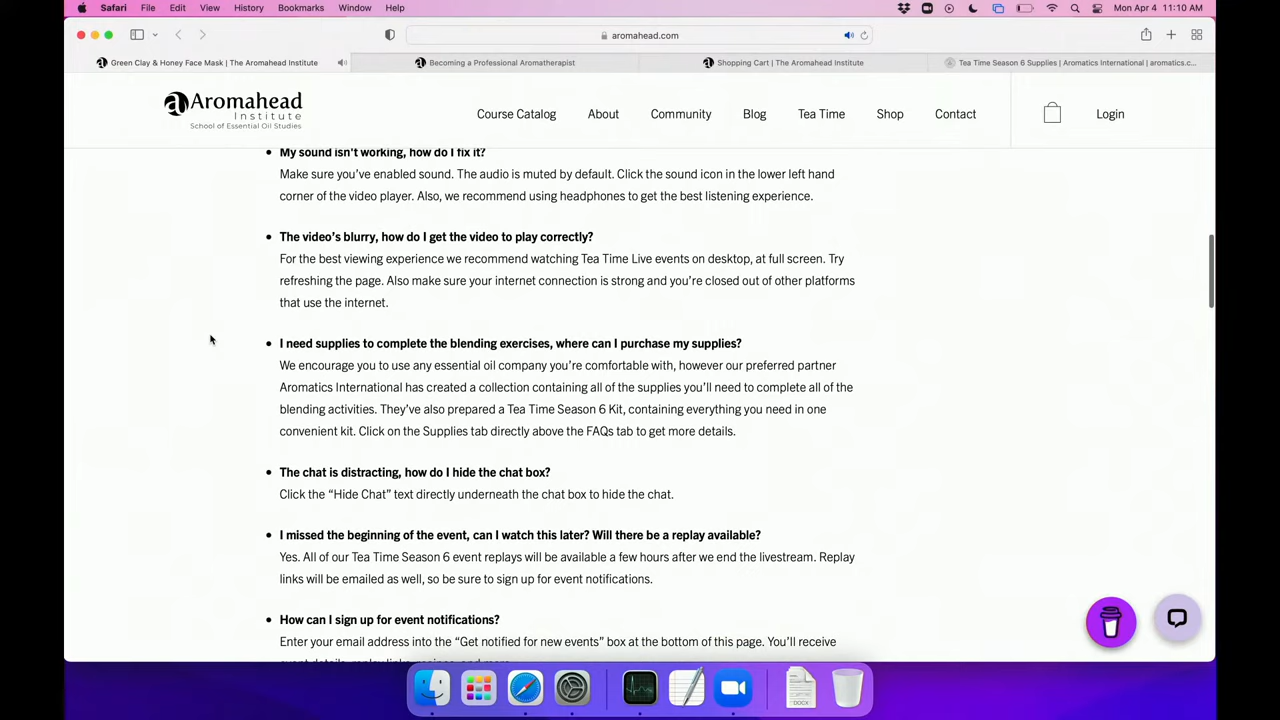 Safari File Edit View History Bookmarks Window Help
Mon Apr 4 11:10 AM
aromahead.com
Green Clay & Honey Face Mask | The Aromahead Institute
Becoming a Professional Aromatherapist
Shopping Cart | The Aromahead Institute
Tea Time Season 6 Supplies | Aromatics International | aromatics.c...
Aromahead
Institute
School of Essential Oil Studies
Course Catalog About Community Blog Tea Time Shop Contact Login
• My sound isn't working, how do I fix it?
Make sure you've enabled sound. The audio is muted by default. Click the sound icon in the lower left hand
corner of the video player. Also, we recommend using headphones to get the best listening experience.
• The video's blurry, how do I get the video to play correctly?
For the best viewing experience we recommend watching Tea Time Live events on desktop, at full screen. Try
refreshing the page. Also make sure your internet connection is strong and you're closed out of other platforms
that use the internet.
• I need supplies to complete the blending exercises, where can I purchase my supplies?
We encourage you to use any essential oil company you're comfortable with, however our preferred partner
Aromatics International has created a collection containing all of the supplies you'll need to complete all of the
blending activities. They've also prepared a Tea Time Season 6 Kit, containing everything you need in one
convenient kit. Click on the Supplies tab directly above the FAQs tab to get more details.
• The chat is distracting, how do I hide the chat box?
Click the “Hide Chat” text directly underneath the chat box to hide the chat.
• I missed the beginning of the event, can I watch this later? Will there be a replay available?
Yes. All of our Tea Time Season 6 event replays will be available a few hours after we end the livestream. Replay
links will be emailed as well, so be sure to sign up for event notifications.
• How can I sign up for event notifications?
Enter your email address into the “Get notified for new events” box at the bottom of this page. You'll receive
DOCX